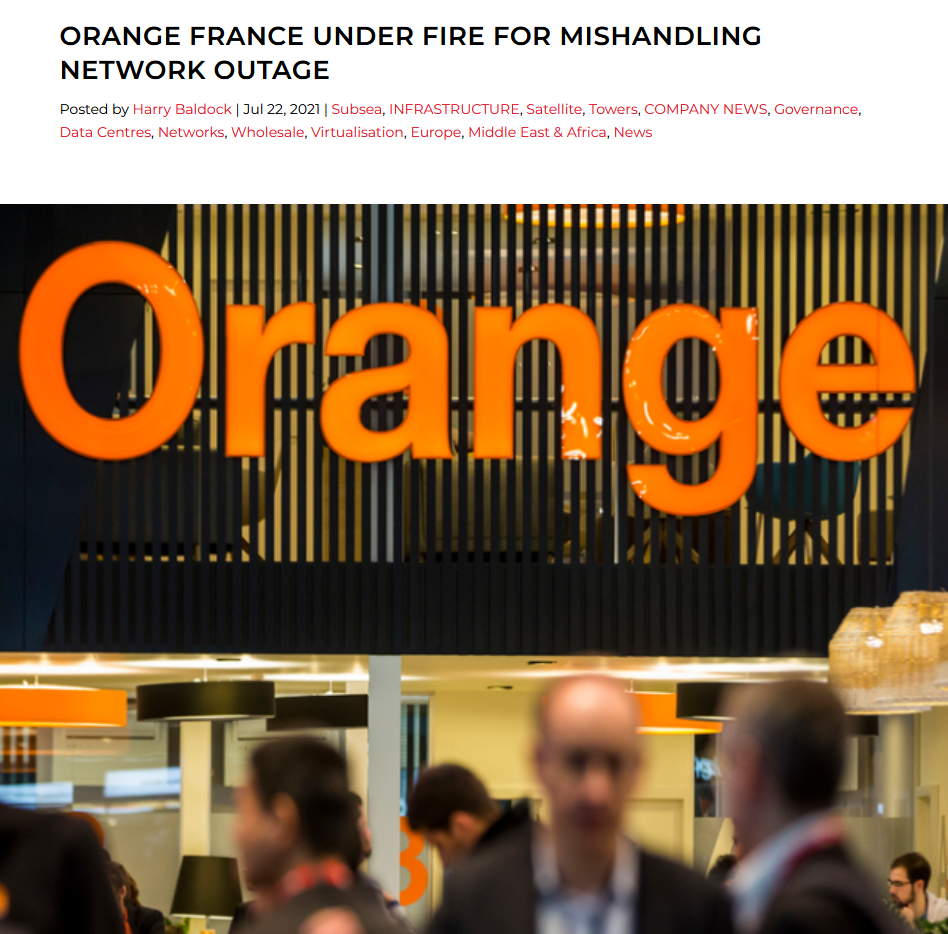 ORANGE FRANCE UNDER FIRE FOR MISHANDLING
NETWORK OUTAGE
Posted by Harry Baldock | Jul 22, 2021 | Subsea, INFRASTRUCTURE, Satellite, Towers, COMPANY NEWS, Governance,
Data Centres, Networks, Wholesale, Virtualisation, Europe, Middle East & Africa, News
Orange